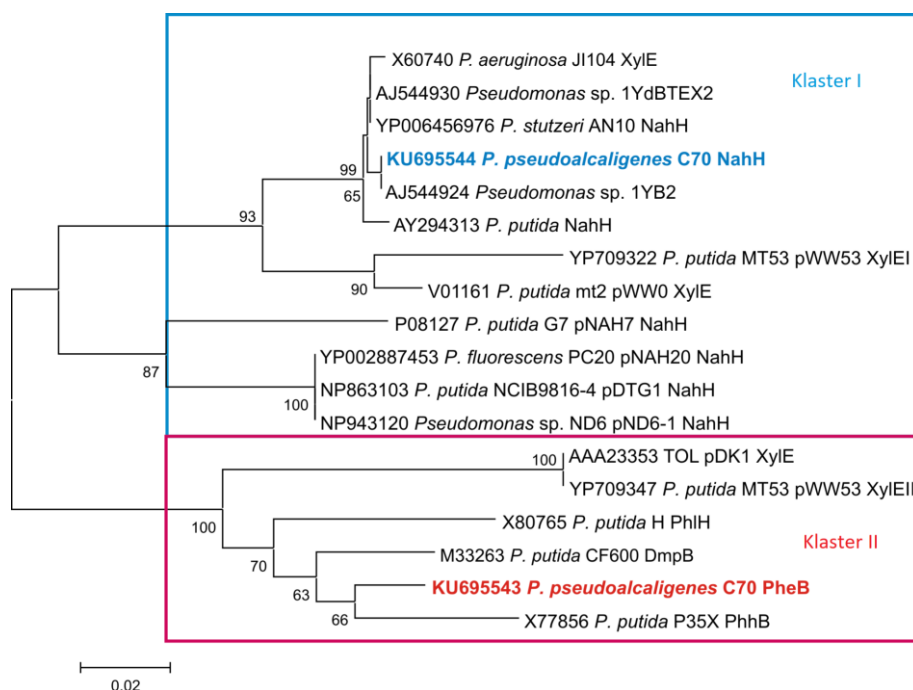 X60740 P. aeruginosa JI104 XylE
Klaster I
AJ544930 Pseudomonas sp. 1YdBTEX2
YP006456976 P. stutzeri AN10 NahH
KU695544 P. pseudoalcaligenes C70 NahH
99
65
AJ544924 Pseudomonas sp. 1YB2
93
AY294313 P. putida NahH
YP709322 P. putida MT53 pWW53 XylEI
90
V01161 P. putida mt2 pWW0 XylE
P08127 P. putida G7 pNAH7 NahH
87
YP002887453 P. fluorescens PC20 pNAH20 NahH
NP863103 P. putida NCIB9816-4 pDTG1 NahH
100
NP943120 Pseudomonas sp. ND6 pND6-1 NahH
100
AAA23353 TOL pDK1 XylE
YP709347 P. putida MT53 pWW53 XylEII
100
X80765 P. putida H PhlH
Klaster II
70
M33263 P. putida CF600 DmpB
63
KU695543 P. pseudoalcaligenes C70 PheB
66
X77856 P. putida P35X PhhB
0.02